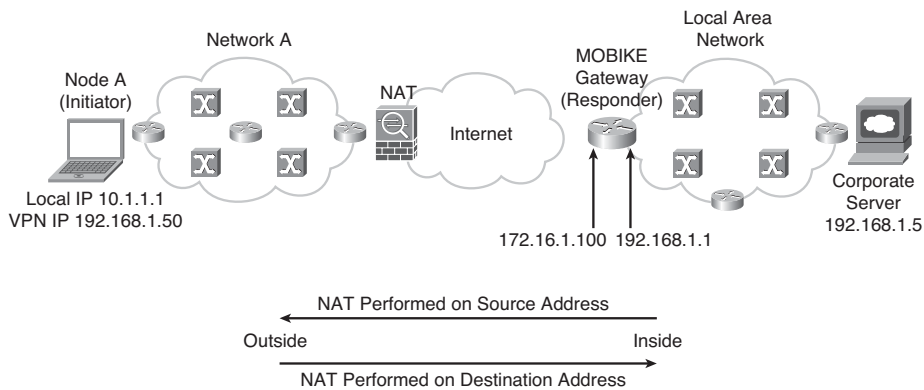 Network A
Local Area
Network
MOBIKE
Gateway
(Responder)
Node A
(Initiator)
NAT
Internet
Local IP 10.1.1.1
VPN IP 192.168.1.50
172.16.1.100
192.168.1.1
Corporate
Server
192.168.1.5
NAT Performed on Source Address
Outside
Inside
NAT Performed on Destination Address